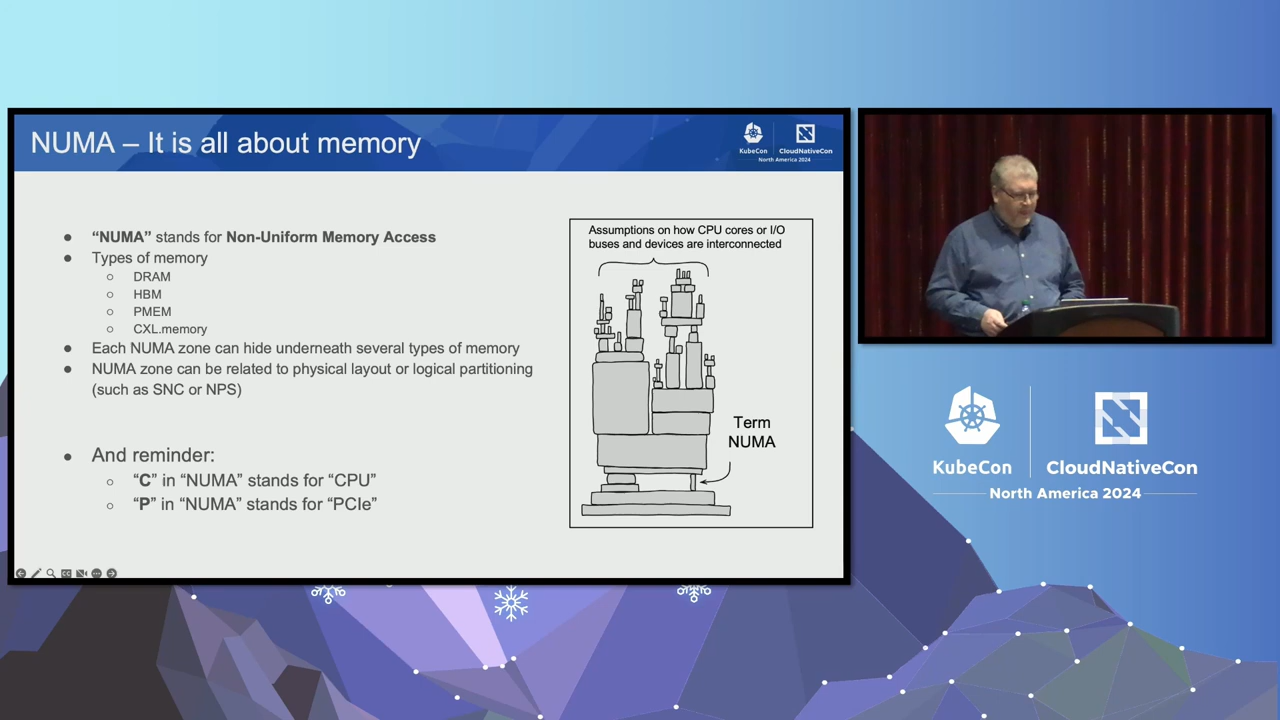 NUMA – It is all about memory
KubeCon
CloudNativeCon
North America 2024
● “NUMA” stands for Non-Uniform Memory Access
● Types of memory
○ DRAM
○ HBM
○ PMEM
○ CXL.memory
● Each NUMA zone can hide underneath several types of memory
● NUMA zone can be related to physical layout or logical partitioning
(such as SNC or NPS)
● And reminder:
○ “C” in “NUMA” stands for “CPU”
○ “P” in “NUMA” stands for “PCIe”
Assumptions on how CPU cores or I/O
buses and devices are interconnected
Term
NUMA
KubeCon
CloudNativeCon
North America 2024